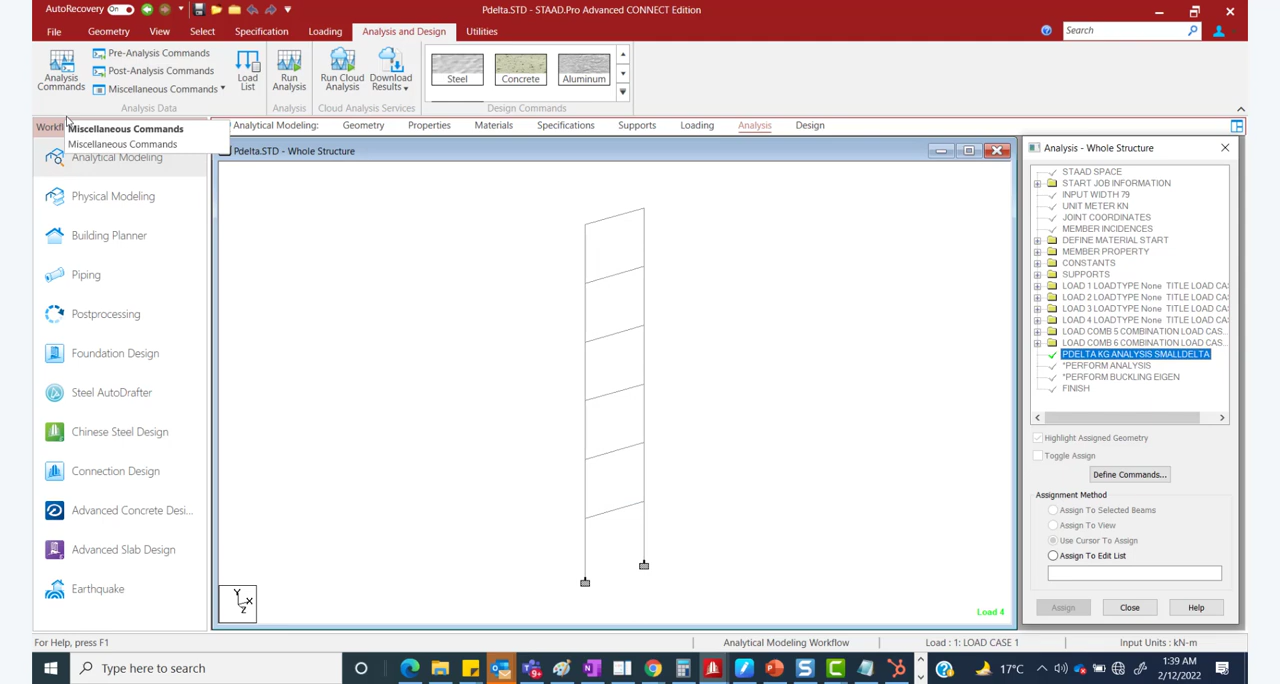 AutoRecovery On
Pdelta.STD - STAAD.Pro Advanced CONNECT Edition
File Geometry View Select Specification Loading Analysis and Design Utilities
Search
Analysis Commands
Pre-Analysis Commands
Post-Analysis Commands
Miscellaneous Commands
Load List
Run Analysis
Run Cloud Analysis
Download Results
Steel
Concrete
Aluminum
Analysis Data
Analysis
Cloud Analysis Services
Design Commands
Miscellaneous Commands
Miscellaneous Commands
Analytical Modeling: Geometry Properties Materials Specifications Supports Loading Analysis Design
Analytical Modeling
Physical Modeling
Building Planner
Piping
Postprocessing
Foundation Design
Steel AutoDrafter
Chinese Steel Design
Connection Design
Advanced Concrete Desi...
Advanced Slab Design
Earthquake
Pdelta.STD - Whole Structure
Y
X
Z
Load 4
Analysis - Whole Structure
STAAD SPACE
START JOB INFORMATION
INPUT WIDTH 79
UNIT METER KN
JOINT COORDINATES
MEMBER INCIDENCES
DEFINE MATERIAL START
MEMBER PROPERTY
CONSTANTS
SUPPORTS
LOAD 1 LOADTYPE None TITLE LOAD CA
LOAD 2 LOADTYPE None TITLE LOAD CA
LOAD 3 LOADTYPE None TITLE LOAD CA
LOAD 4 LOADTYPE None TITLE LOAD CA
LOAD COMB 5 COMBINATION LOAD CAS...
LOAD COMB 6 COMBINATION LOAD CAS...
PDELTA KG ANALYSIS SMALLDELTA
*PERFORM ANALYSIS
*PERFORM BUCKLING EIGEN
FINISH
Highlight Assigned Geometry
Toggle Assign
Define Commands...
Assignment Method
Assign To Selected Beams
Assign To View
Use Cursor To Assign
Assign To Edit List
Assign
Close
Help
For Help, press F1
Analytical Modeling Workflow
Load : 1: LOAD CASE 1
Input Units : kN-m
Type here to search
17°C
1:39 AM
2/12/2022